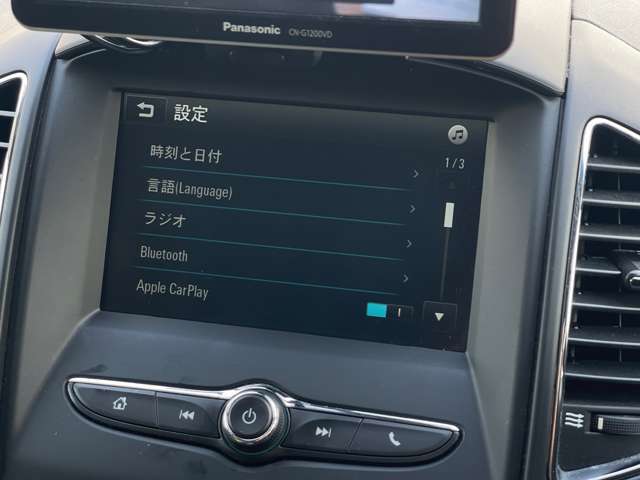 Panasonic CN-G1200VD
設定
時刻と日付
1/3
言語(Language)
ラジオ
Bluetooth
Apple CarPlay